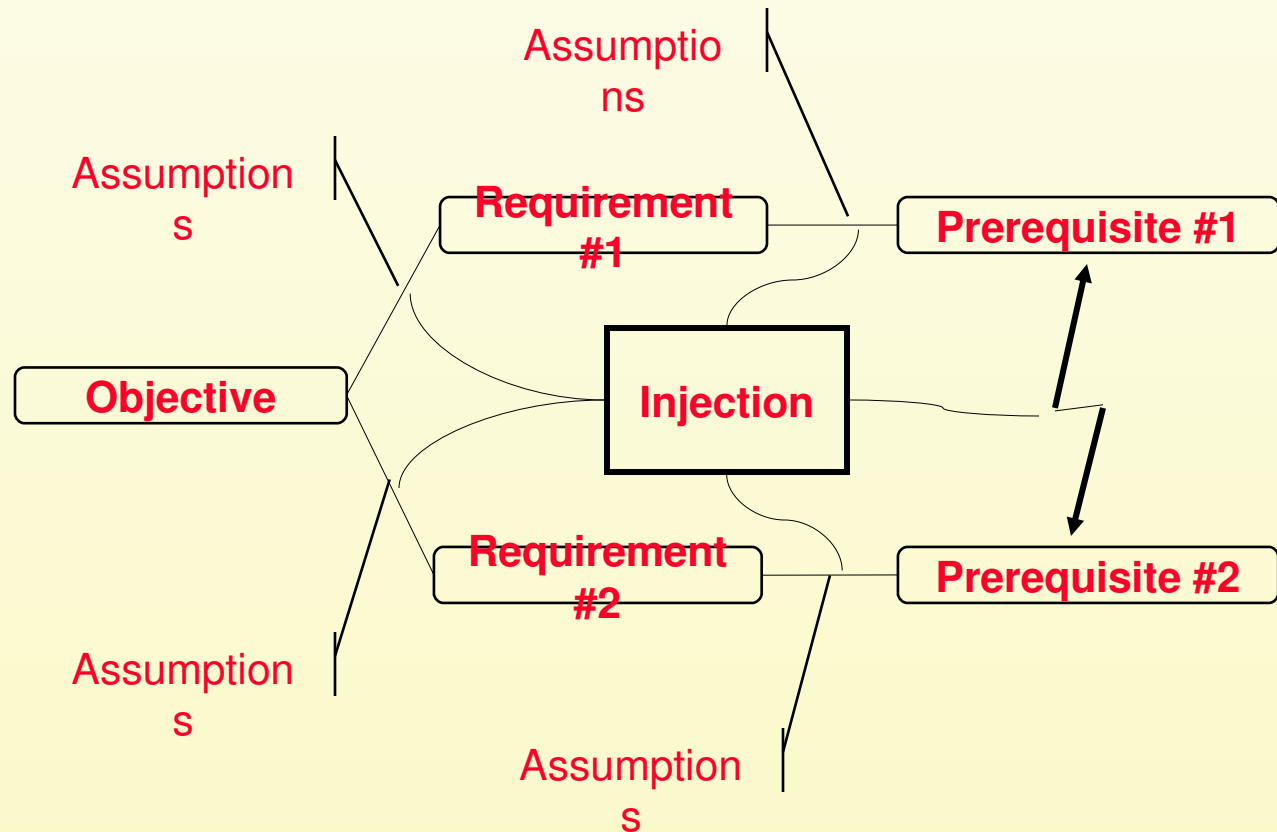 Assumptio
ns
Assumption
s
Requirement
#1
Prerequisite #1
Objective
Injection
Requirement
#2
Prerequisite #2
Assumption
s
Assumption
s